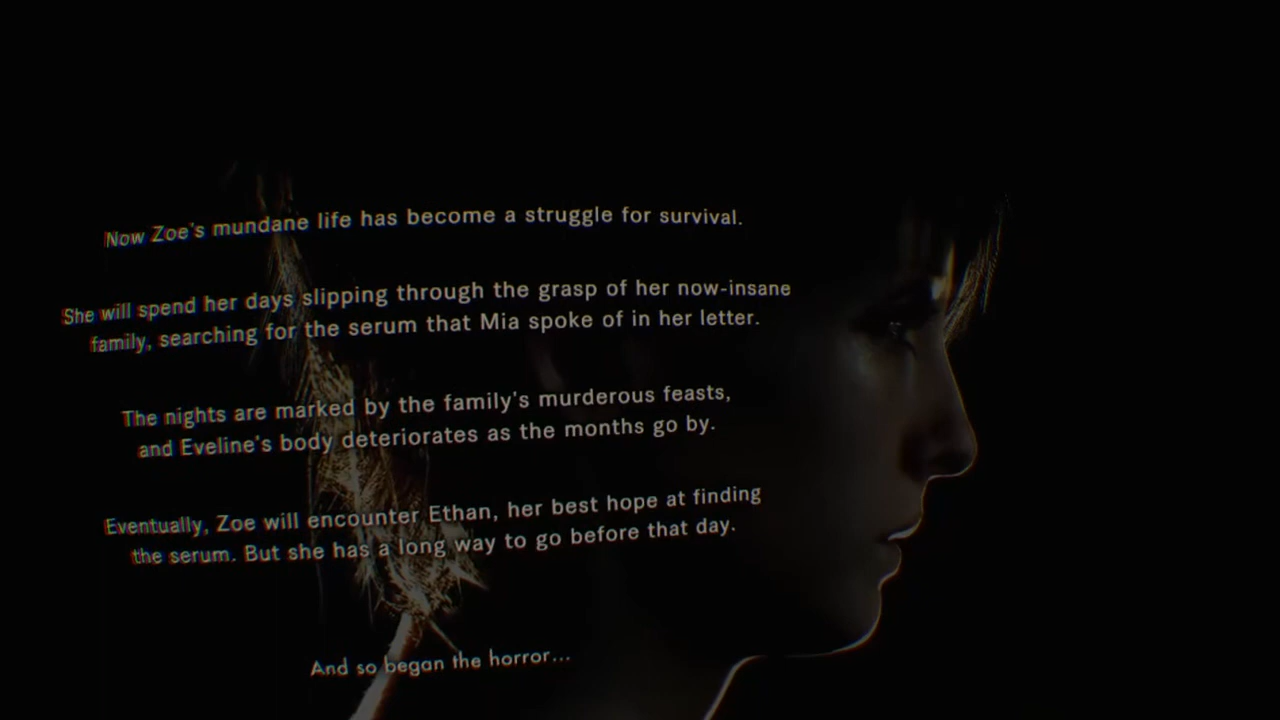 Now Zoe's mundane life has become a struggle for survival.
She will spend her days slipping through the grasp of her now-insane
family, searching for the serum that Mia spoke of in her letter.
The nights are marked by the family's murderous feasts,
and Eveline's body deteriorates as the months go by.
Eventually, Zoe will encounter Ethan, her best hope at finding
the serum. But she has a long way to go before that day.
And so began the horror...